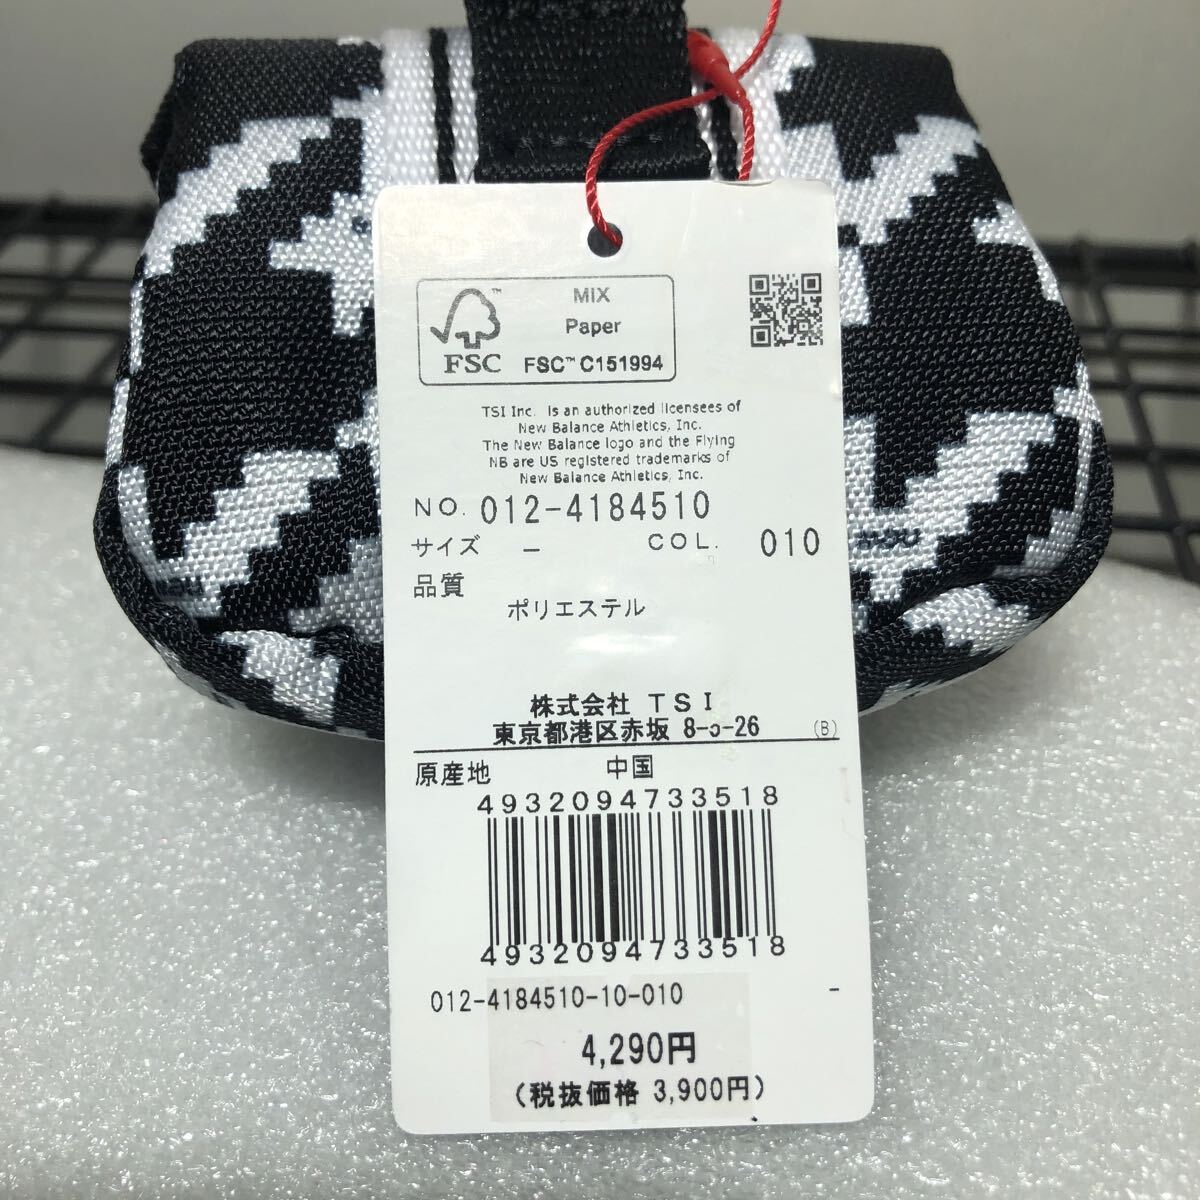 MIX
Paper
FSC™ C151994
FSC
TSI Inc. is an authorized licensees of
New Balance Athletics, Inc.
The New Balance logo and the Flying
NB are US registered trademarks of
New Balance Athletics, Inc.
NO. 012-4184510
サイズ － COL. 010
品質
ポリエステル
株式会社 ＴＳＩ
東京都港区赤坂 8-5-26 (B)
原産地 中国
4932094733518
4932094733518
012-4184510-10-010 -
4,290円
(税抜価格 3,900円)